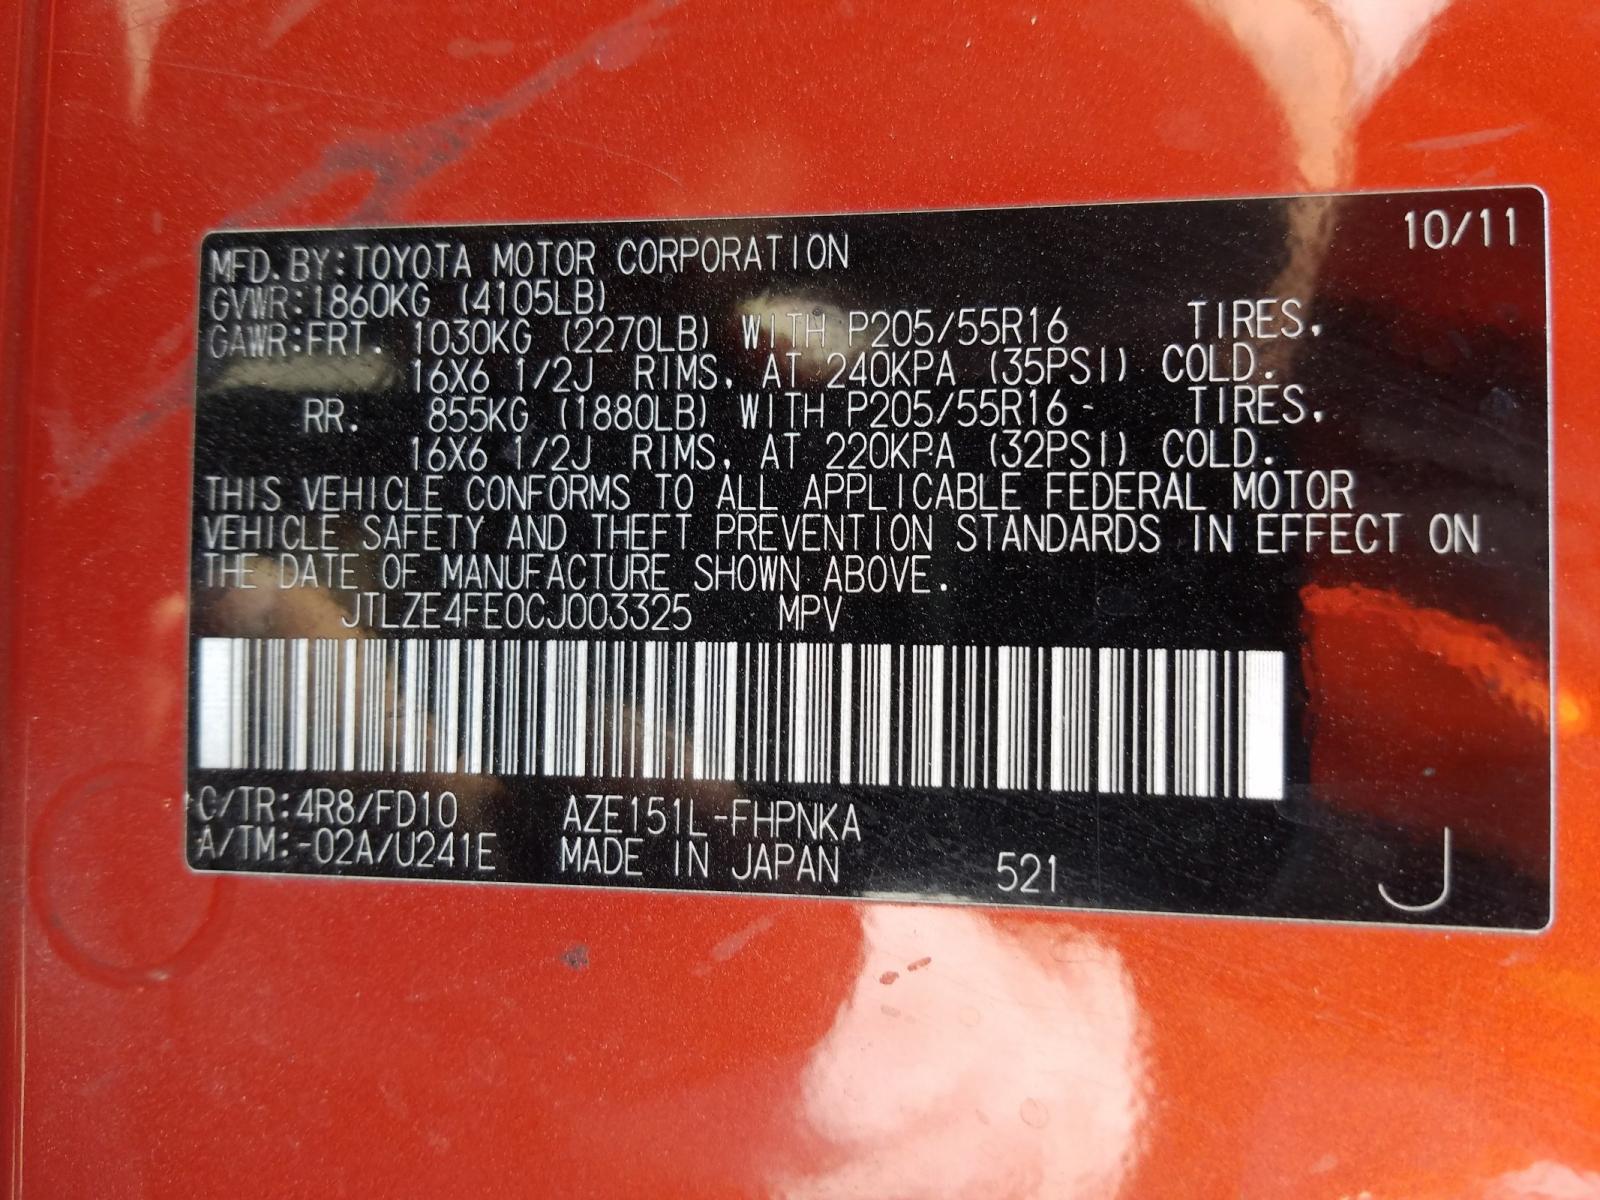 10/11
MFD.BY:TOYOTA MOTOR CORPORATION
GVWR:1860KG (4105LB)
GAWR:FRT. 1030KG (2270LB) WITH P205/55R16 TIRES,
16X6 1/2J RIMS, AT 240KPA (35PSI) COLD.
RR. 855KG (1880LB) WITH P205/55R16- TIRES,
16X6 1/2J RIMS, AT 220KPA (32PSI) COLD.
THIS VEHICLE CONFORMS TO ALL APPLICABLE FEDERAL MOTOR
VEHICLE SAFETY AND THEFT PREVENTION STANDARDS IN EFFECT ON
THE DATE OF MANUFACTURE SHOWN ABOVE.
JTLZE4FE0CJ003325 MPV
C/TR:4R8/FD10 AZE151L-FHPNKA
A/TM:-02A/U241E MADE IN JAPAN 521 J